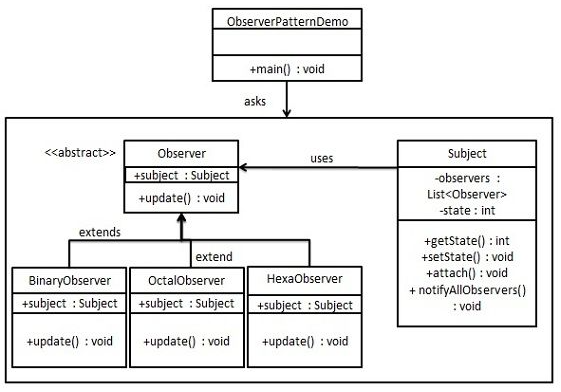 ObserverPatternDemo
+main() : void
asks
<<abstract>>
Observer
+subject : Subject
+update() : void
uses
Subject
-observers :
List<Observer>
-state : int
+getState() : int
+setState() : void
+attach() : void
+ notifyAllObservers()
: void
extends
extend
BinaryObserver
+subject : Subject
+update() : void
OctalObserver
+subject : Subject
+update() : void
HexaObserver
+subject : Subject
+update() : void